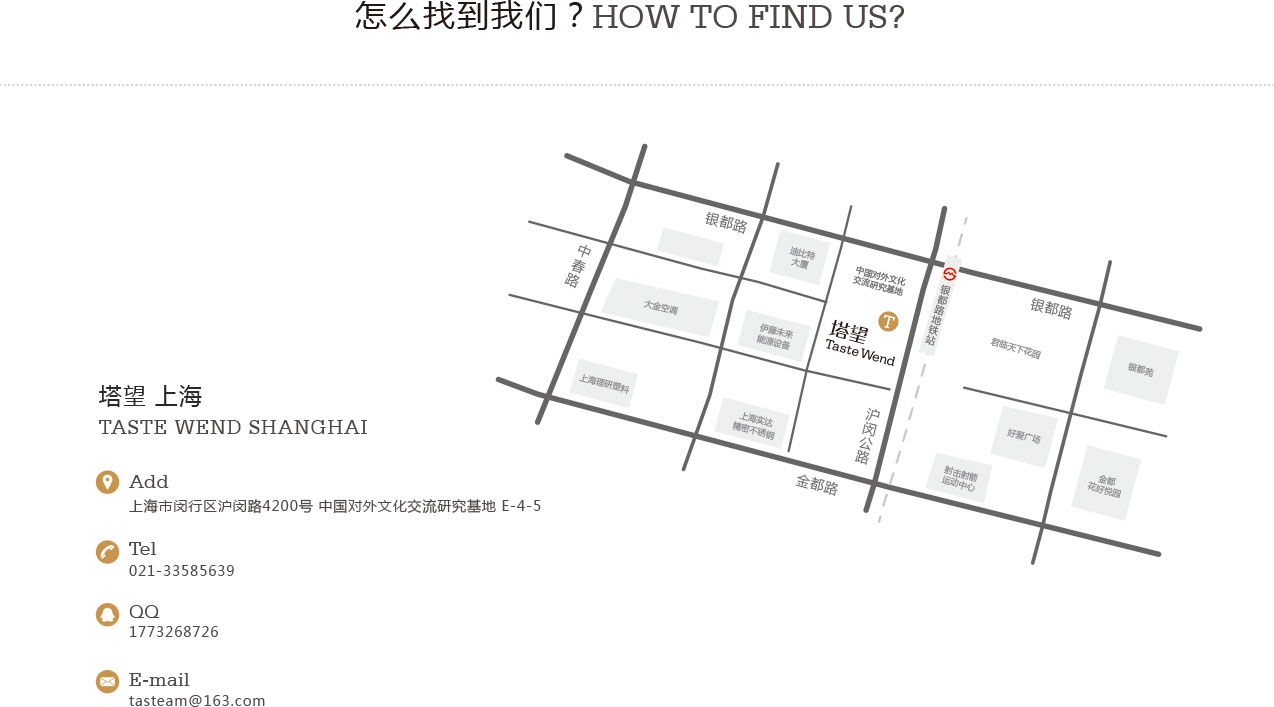 怎么找到我们？HOW TO FIND US?
银都路
中春路
迪比特
大厦
中国对外文化
交流研究基地
银都路地铁站
银都路
大金空调
T
伊藤未来
能源设备
塔望
Taste Wend
君临天下花园
银都苑
上海理研塑料
上海实达
精密不锈钢
沪闵公路
好爱广场
射击射箭
运动中心
金都
花好悦园
金都路
塔望 上海
TASTE WEND SHANGHAI
Add
上海市闵行区沪闵路4200号 中国对外文化交流研究基地 E-4-5
Tel
021-33585639
QQ
1773268726
E-mail
tasteam@163.com